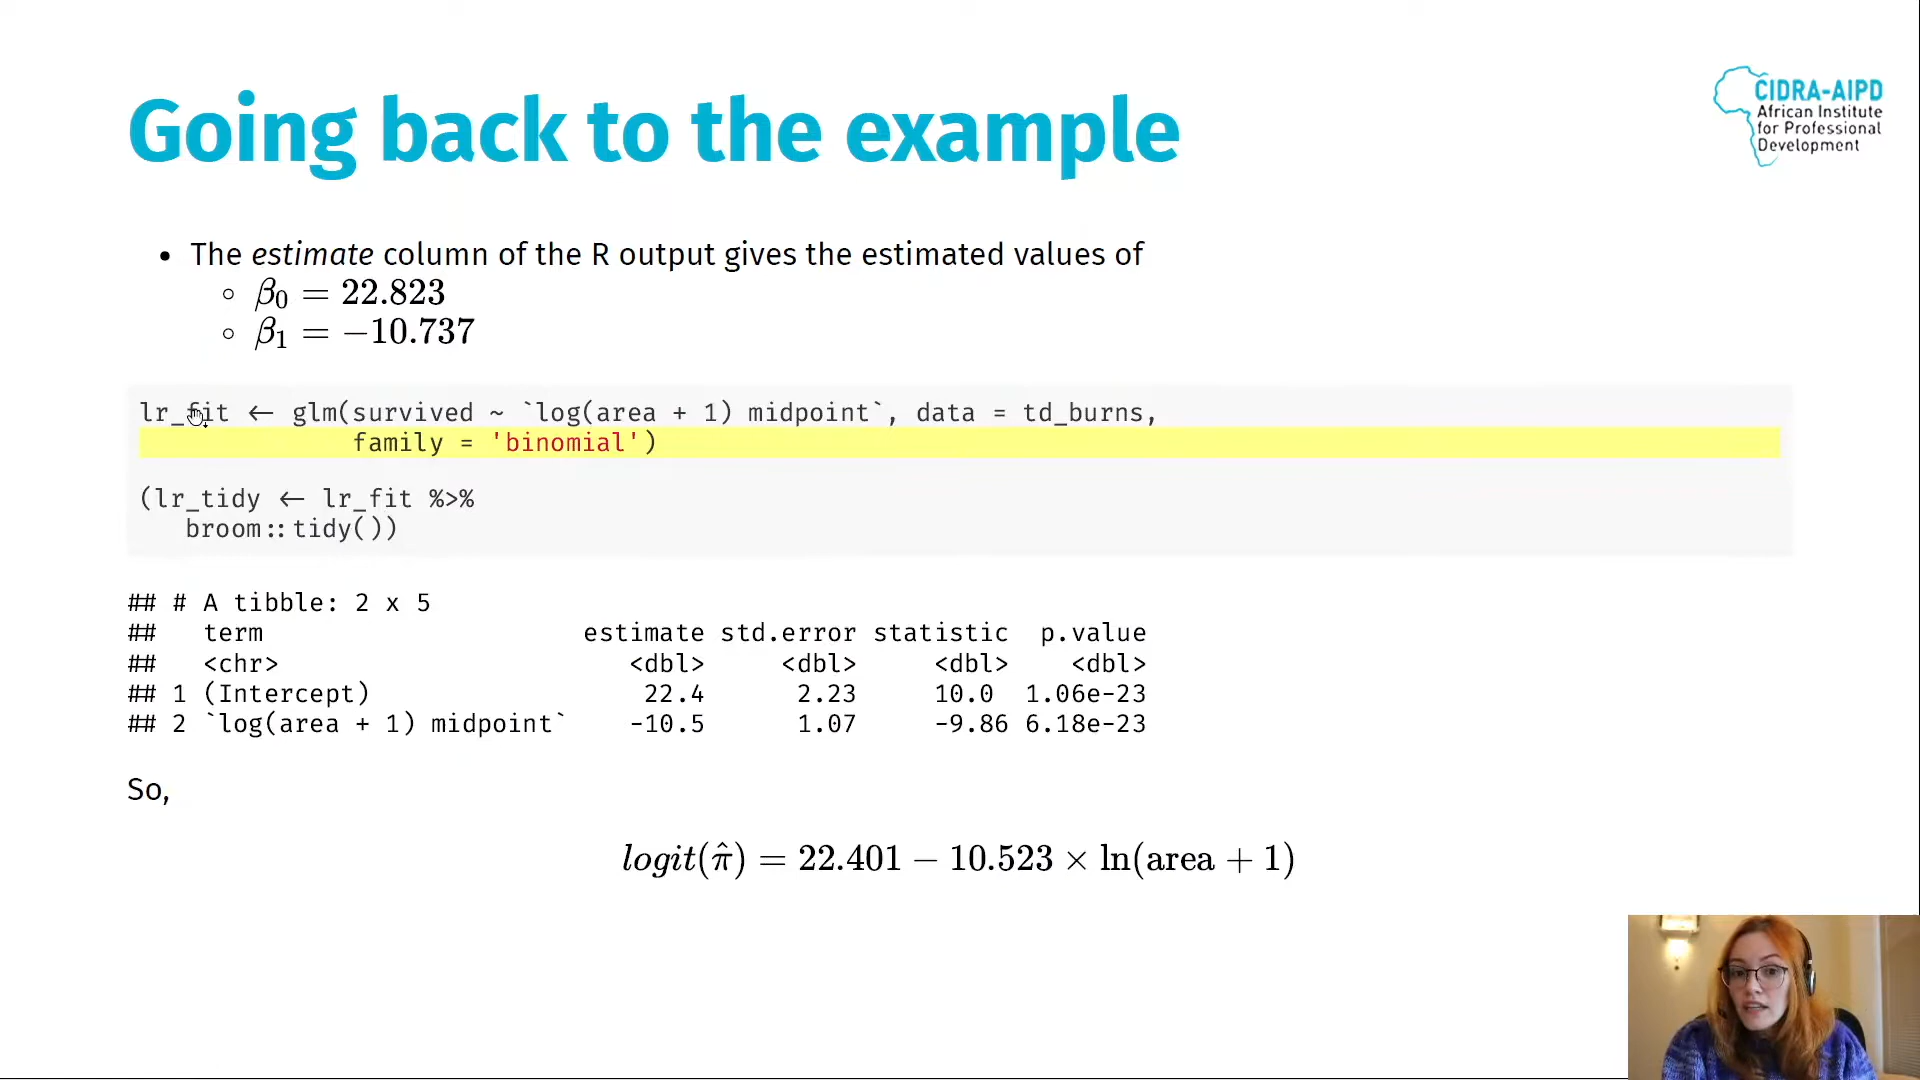 Going back to the example
CIDRA-AIPD
African Institute
for Professional
Development
• The estimate column of the R output gives the estimated values of
◦ β₀ = 22.823
◦ β₁ = −10.737
lr_fit ← glm(survived ~ `log(area + 1) midpoint`, data = td_burns,
family = 'binomial')
(lr_tidy ← lr_fit %>%
broom::tidy())
## # A tibble: 2 x 5
##   term                     estimate std.error statistic  p.value
##   <chr>                       <dbl>     <dbl>     <dbl>    <dbl>
## 1 (Intercept)                  22.4      2.23     10.0  1.06e-23
## 2 `log(area + 1) midpoint`    -10.5      1.07     -9.86 6.18e-23
So,
logit(π̂) = 22.401 − 10.523 × ln(area + 1)